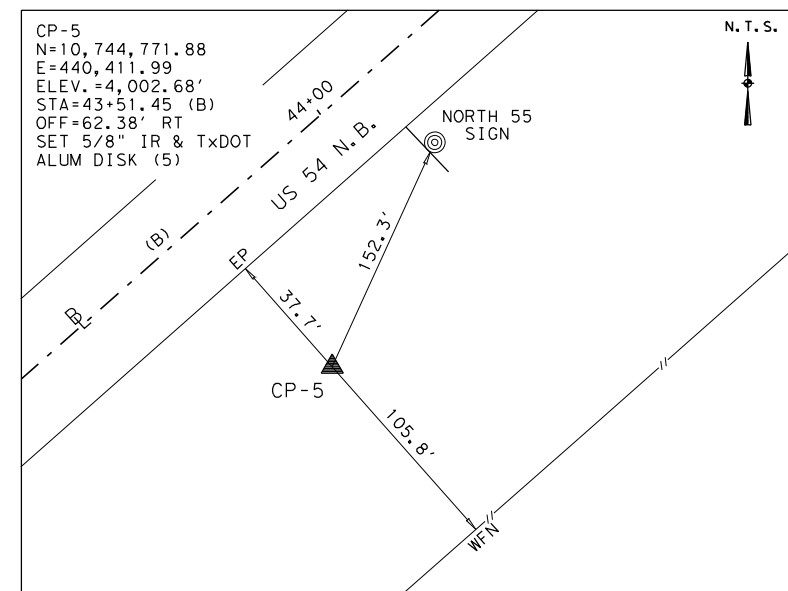 CP-5
N=10,744,771.88
E=440,411.99
ELEV.=4,002.68'
STA=43+51.45 (B)
OFF=62.38' RT
SET 5/8" IR & TxDOT
ALUM DISK (5)
N.T.S.
44+00
NORTH 55
SIGN
US 54 N.B.
(B)
EP
152.3'
BL
37.7'
CP-5
105.8'
WFN